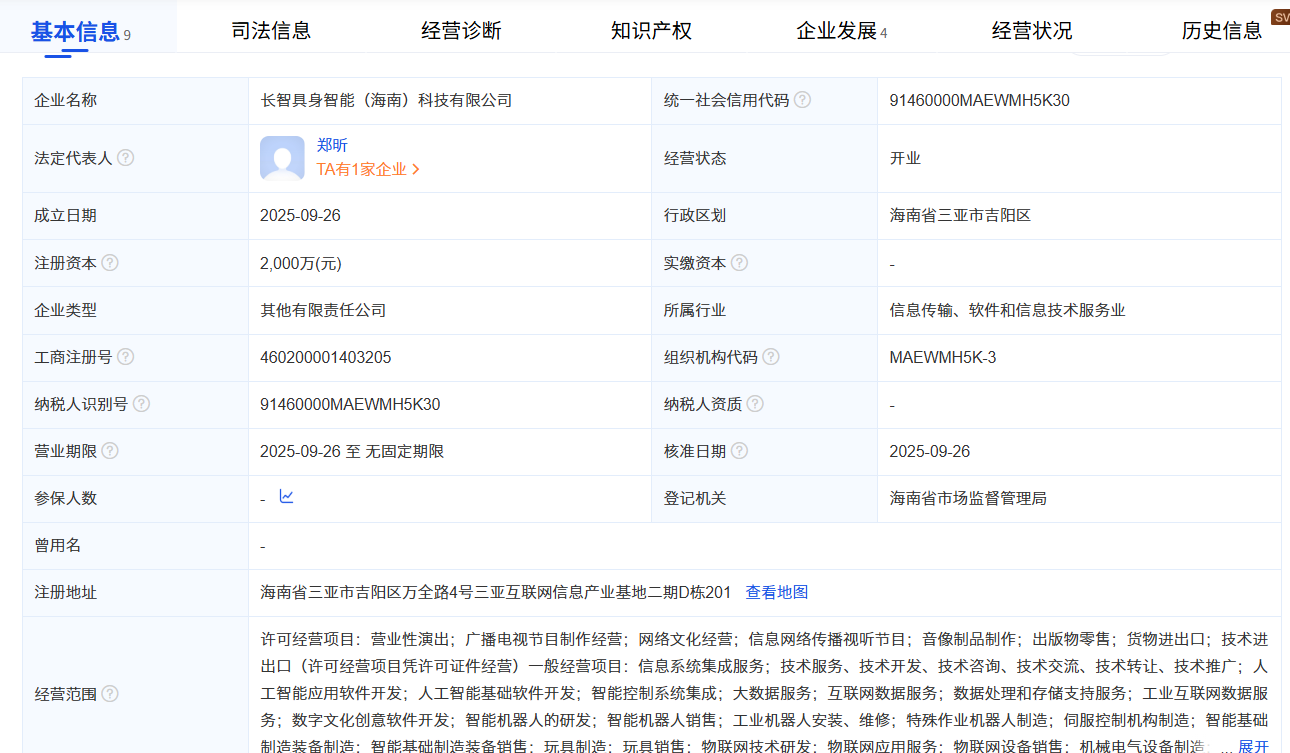 基本信息 9 司法信息 经营诊断 知识产权 企业发展 4 经营状况 历史信息 SV
企业名称 长智具身智能（海南）科技有限公司 统一社会信用代码 ? 91460000MAEWMH5K30
法定代表人 ? 郑昕 TA有1家企业 > 经营状态 开业
成立日期 2025-09-26 行政区划 海南省三亚市吉阳区
注册资本 ? 2,000万(元) 实缴资本 ? -
企业类型 其他有限责任公司 所属行业 信息传输、软件和信息技术服务业
工商注册号 ? 460200001403205 组织机构代码 ? MAEWMH5K-3
纳税人识别号 ? 91460000MAEWMH5K30 纳税人资质 ? -
营业期限 ? 2025-09-26 至 无固定期限 核准日期 ? 2025-09-26
参保人数 - 登记机关 海南省市场监督管理局
曾用名 -
注册地址 海南省三亚市吉阳区万全路4号三亚互联网信息产业基地二期D栋201 查看地图
经营范围 ? 许可经营项目：营业性演出；广播电视节目制作经营；网络文化经营；信息网络传播视听节目；音像制品制作；出版物零售；货物进出口；技术进
出口（许可经营项目凭许可证件经营）一般经营项目：信息系统集成服务；技术服务、技术开发、技术咨询、技术交流、技术转让、技术推广；人
工智能应用软件开发；人工智能基础软件开发；智能控制系统集成；大数据服务；互联网数据服务；数据处理和存储支持服务；工业互联网数据服
务；数字文化创意软件开发；智能机器人的研发；智能机器人销售；工业机器人安装、维修；特殊作业机器人制造；伺服控制机构制造；智能基础
制造装备制造；智能基础制造装备销售；玩具制造；玩具销售；物联网技术研发；物联网应用服务；物联网设备销售；机械电气设备制造；... 展开